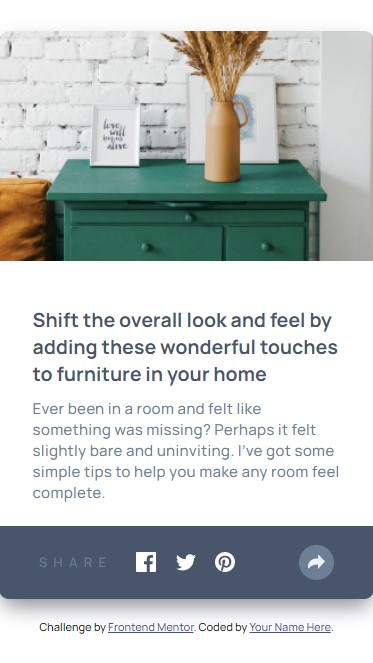 love
will
keep us
alive
Shift the overall look and feel by
adding these wonderful touches
to furniture in your home
Ever been in a room and felt like
something was missing? Perhaps it felt
slightly bare and uninviting. I've got some
simple tips to help you make any room feel
complete.
SHARE
Challenge by Frontend Mentor. Coded by Your Name Here.